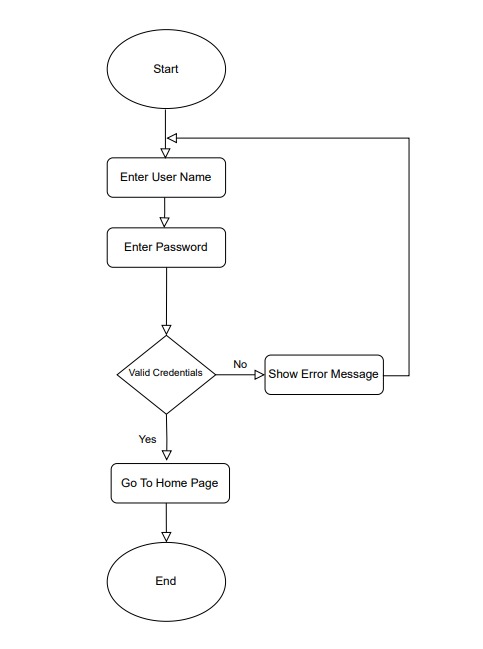 Start
Enter User Name
Enter Password
Valid Credentials
No
Show Error Message
Yes
Go To Home Page
End